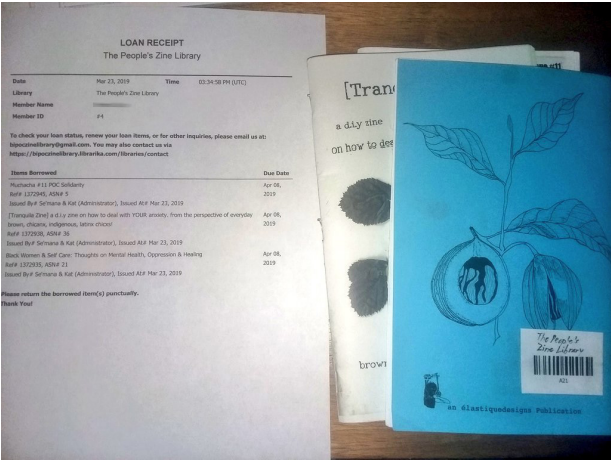 LOAN RECEIPT
The People's Zine Library
Date Mar 23, 2019 Time 03:34:58 PM (UTC)
Library The People's Zine Library
Member Name
Member ID #4
To check your loan status, renew your loan items, or for other inquiries, please email us at:
bipoczinelibrary@gmail.com. You may also contact us via
https://bipoczinelibrary.librarika.com/libraries/contact
Items Borrowed Due Date
Muchacha #11 POC Solidarity Apr 08,
Ref# 1372945, ASN# 5 2019
Issued By# Se'mana & Kat (Administrator), Issued At# Mar 23, 2019
[Tranquila Zine] a d.i.y zine on how to deal with YOUR anxiety. from the perspective of everyday Apr 08,
brown, chicana, indigenous, latinx chicas! 2019
Ref# 1372938, ASN# 36
Issued By# Se'mana & Kat (Administrator), Issued At# Mar 23, 2019
Black Women & Self Care: Thoughts on Mental Health, Oppression & Healing Apr 08,
Ref# 1372935, ASN# 21 2019
Issued By# Se'mana & Kat (Administrator), Issued At# Mar 23, 2019
Please return the borrowed item(s) punctually.
Thank You!
[Tran
a d.i.y zine
on how to dea
brown
#11
The People's
Zine Library
A21
an élastiquedesigns Publication